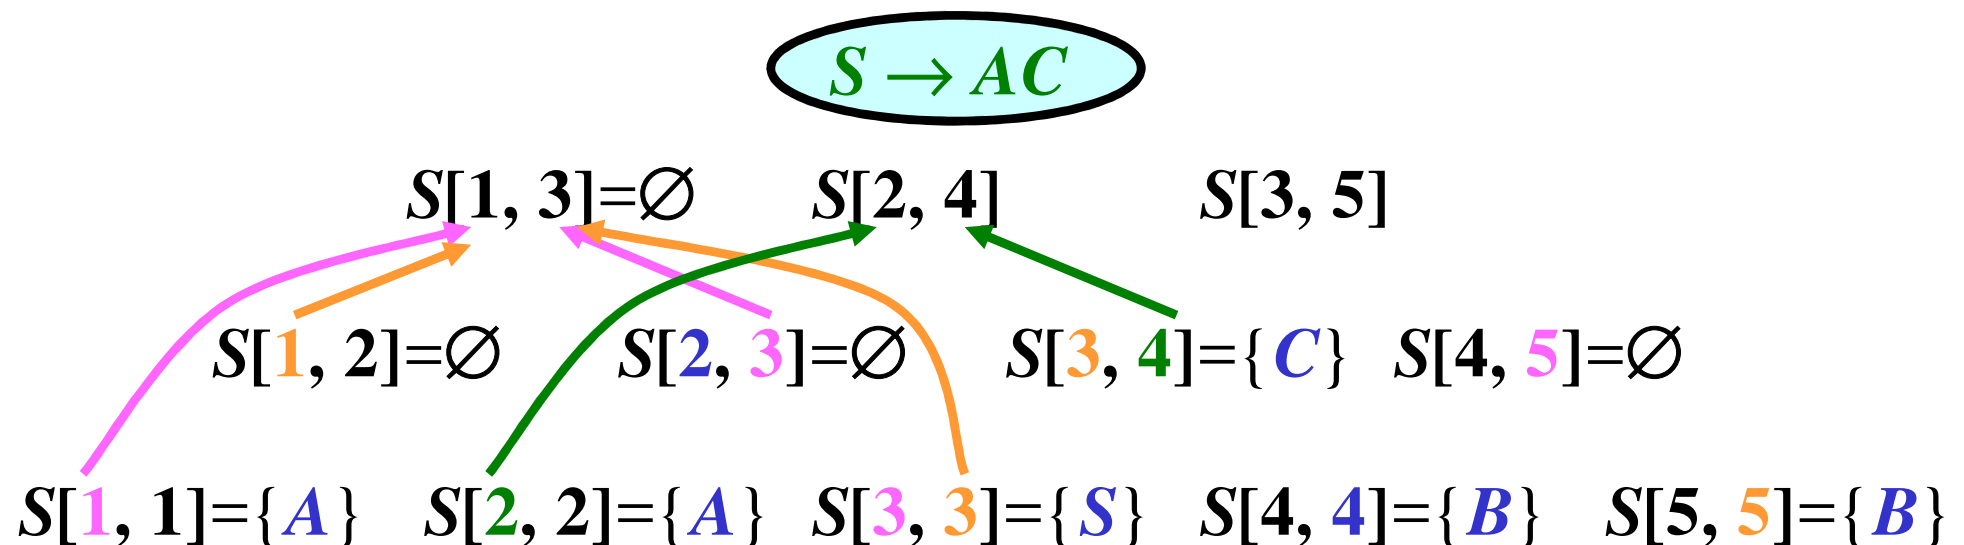 S → AC
S[1, 3]=∅ S[2, 4] S[3, 5]
S[1, 2]=∅ S[2, 3]=∅ S[3, 4]={C} S[4, 5]=∅
S[1, 1]={A} S[2, 2]={A} S[3, 3]={S} S[4, 4]={B} S[5, 5]={B}